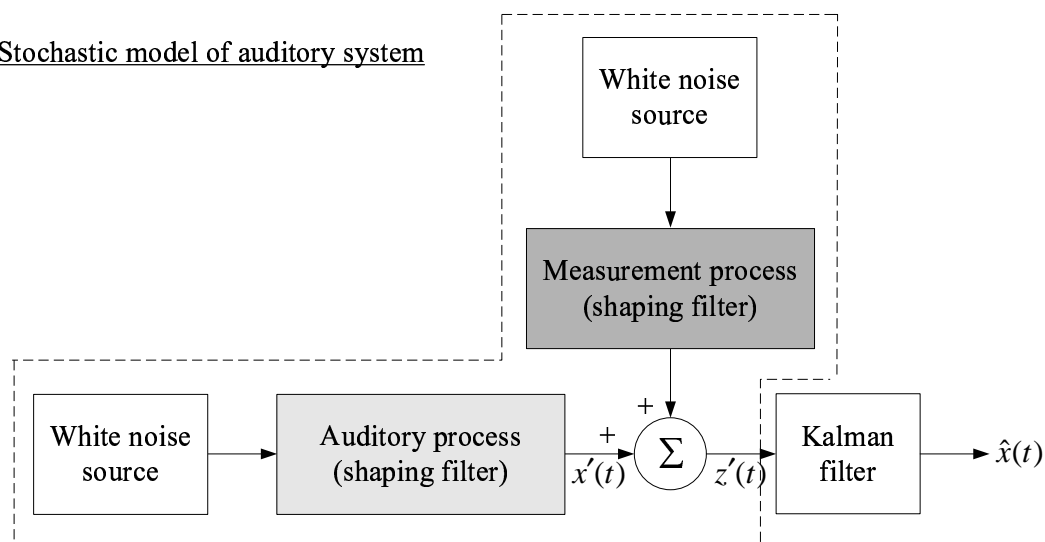 Stochastic model of auditory system
White noise
source
Measurement process
(shaping filter)
+
White noise
source
Auditory process
(shaping filter)
+
x′(t)
Σ
z′(t)
Kalman
filter
x̂(t)